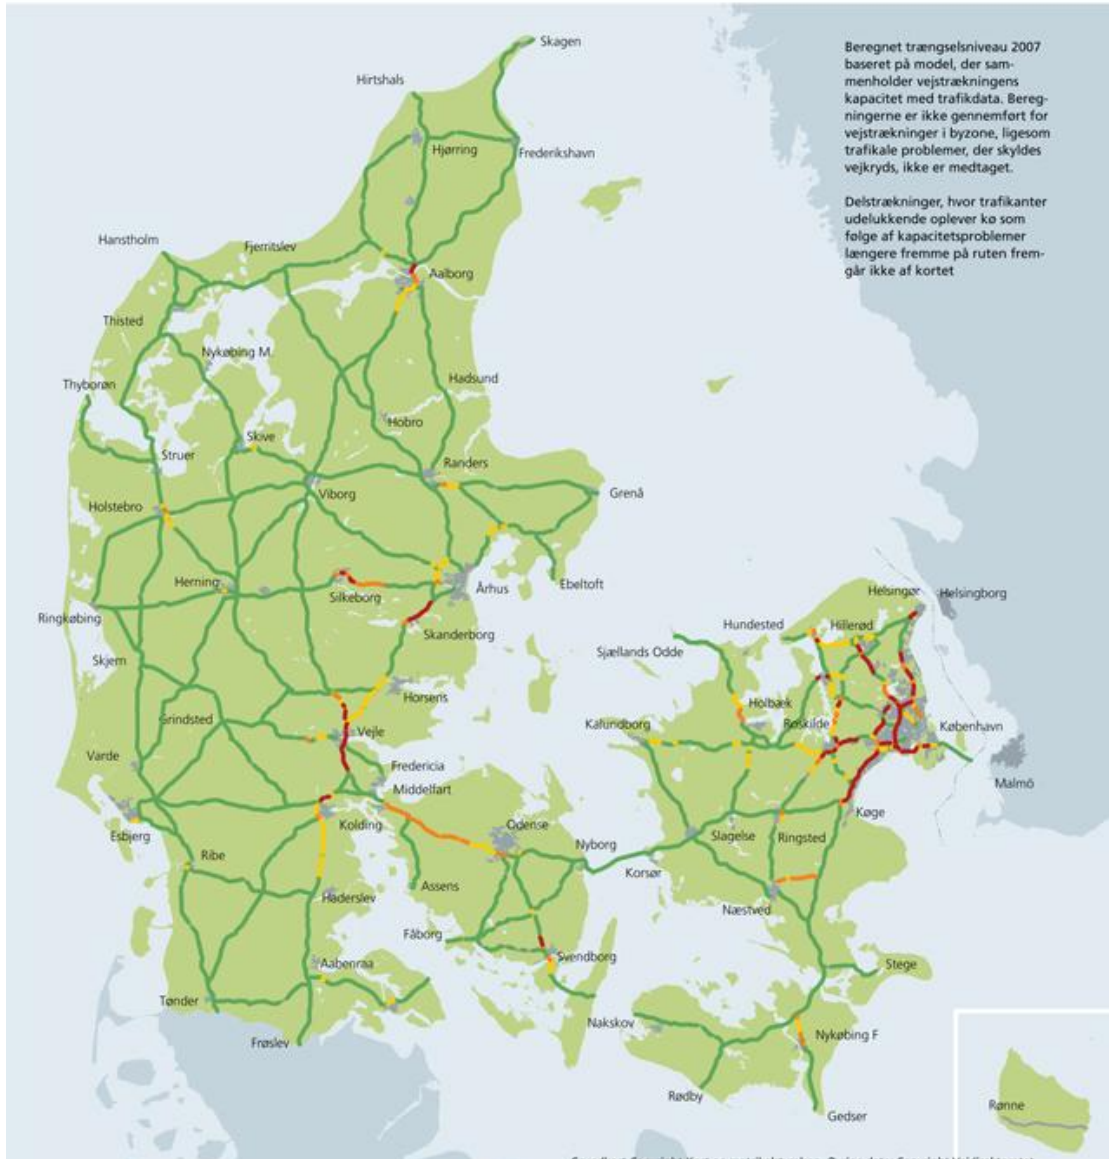 Beregnet trængselsniveau 2007
baseret på model, der sam-
menholder vejstrækningens
kapacitet med trafikdata. Bereg-
ningerne er ikke gennemført for
vejstrækninger i byzone, ligesom
trafikale problemer, der skyldes
vejkryds, ikke er medtaget.
Delstrækninger, hvor trafikanter
udelukkende oplever kø som
følge af kapacitetsproblemer
længere fremme på ruten frem-
går ikke af kortet
Skagen
Hirtshals
Hjørring
Frederikshavn
Hanstholm
Fjerritslev
Aalborg
Thisted
Nykøbing M.
Thyborøn
Hadsund
Hobro
Skive
Struer
Randers
Viborg
Grenå
Holstebro
Herning
Silkeborg
Århus
Ebeltoft
Ringkøbing
Skanderborg
Skjern
Horsens
Grindsted
Vejle
Varde
Fredericia
Middelfart
Esbjerg
Kolding
Odense
Nyborg
Ribe
Assens
Haderslev
Fåborg
Svendborg
Aabenraa
Tønder
Frøslev
Helsingør
Helsingborg
Hundested
Hillerød
Sjællands Odde
Holbæk
Roskilde
Kalundborg
København
Malmö
Køge
Slagelse
Ringsted
Korsør
Næstved
Stege
Nakskov
Nykøbing F
Rødby
Gedser
Rønne